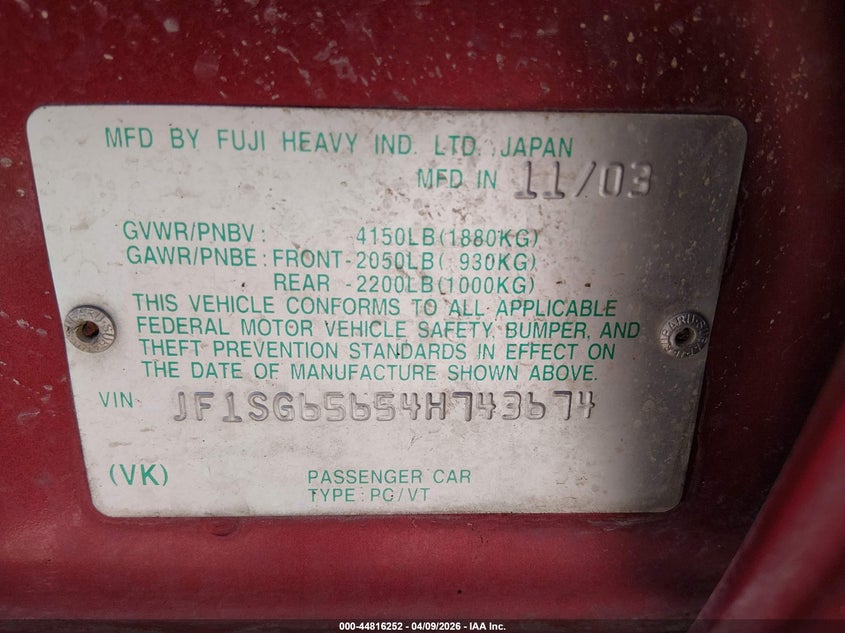 MFD BY FUJI HEAVY IND. LTD. JAPAN
MFD IN 11/03
GVWR/PNBV: 4150LB(1880KG)
GAWR/PNBE: FRONT-2050LB( 930KG)
REAR -2200LB(1000KG)
THIS VEHICLE CONFORMS TO ALL APPLICABLE
FEDERAL MOTOR VEHICLE SAFETY, BUMPER, AND
THEFT PREVENTION STANDARDS IN EFFECT ON
THE DATE OF MANUFACTURE SHOWN ABOVE.
VIN JF1SG65654H743674
(VK) PASSENGER CAR
TYPE: PC/VT
000-44816252 - 04/09/2026 - IAA Inc.